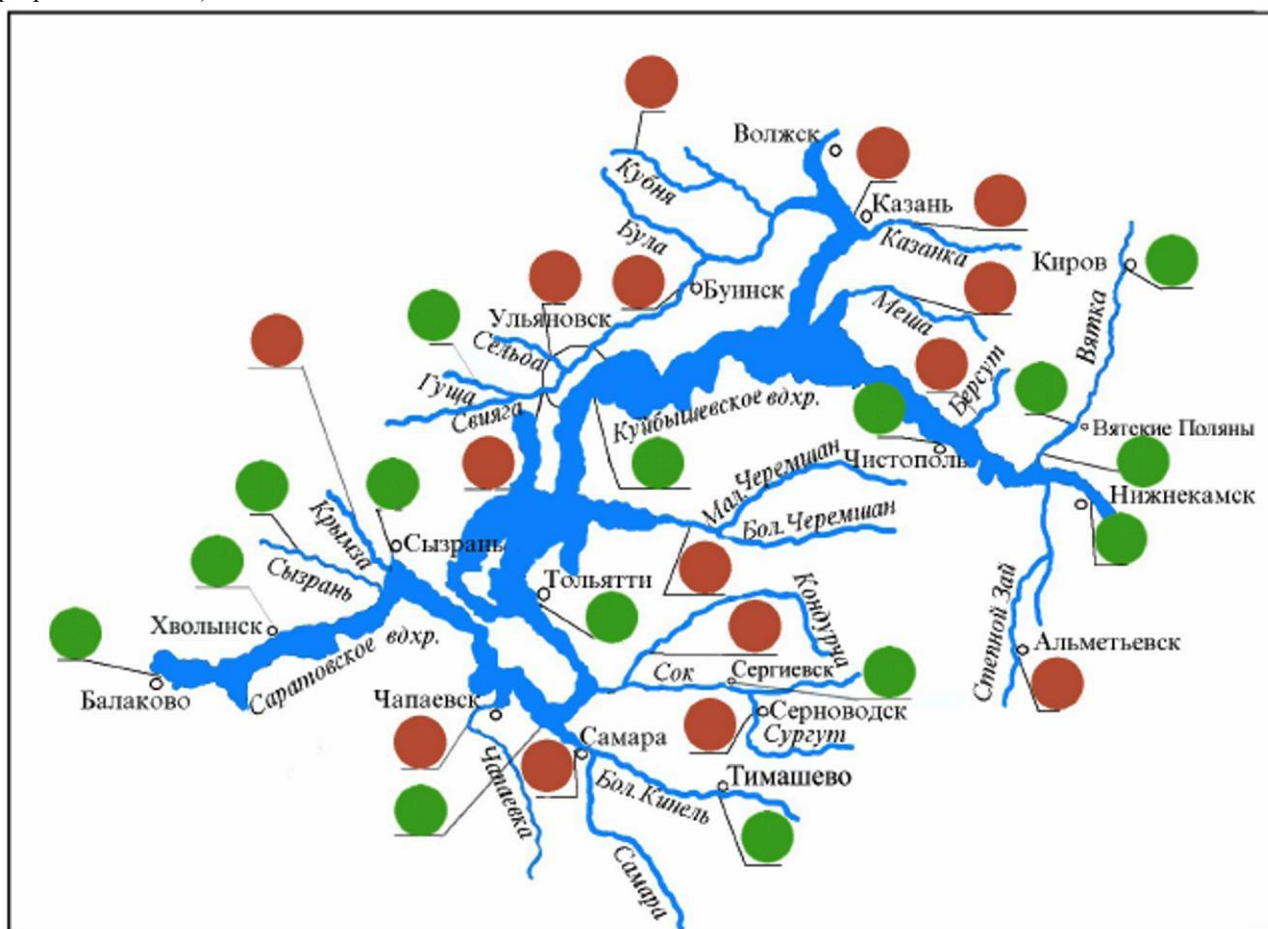 Волжск
Кубня
Казань
Казанка
Була
Киров
Буинск
Меша
Вятка
Ульяновск
Сельда
Гуща
Свияга
Берсут
Куйбышевское вдхр.
Вятские Поляны
Чистополь
Мал.Черемшан
Нижнекамск
Бол.Черемшан
Крымза
Сызрань
Сызрань
Тольятти
Кондурча
Степной Зай
Хволынск
Саратовское вдхр.
Альметьевск
Сок
Сергиевск
Балаково
Чапаевск
Серноводск
Сургут
Самара
Чапаевка
Тимашево
Бол. Кинель
Самара